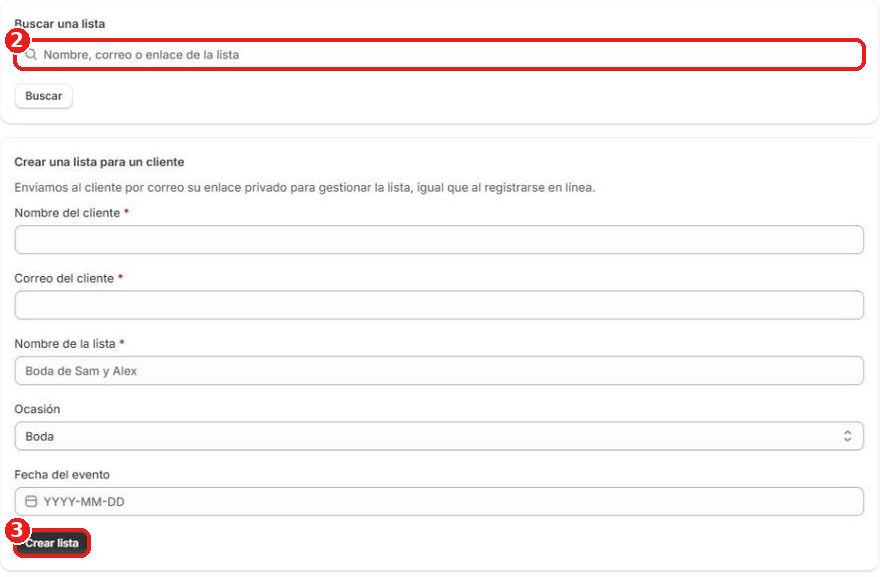 Buscar una lista
2
Nombre, correo o enlace de la lista
Buscar
Crear una lista para un cliente
Enviamos al cliente por correo su enlace privado para gestionar la lista, igual que al registrarse en línea.
Nombre del cliente *
Correo del cliente *
Nombre de la lista *
Boda de Sam y Alex
Ocasión
Boda
Fecha del evento
YYYY-MM-DD
3
Crear lista